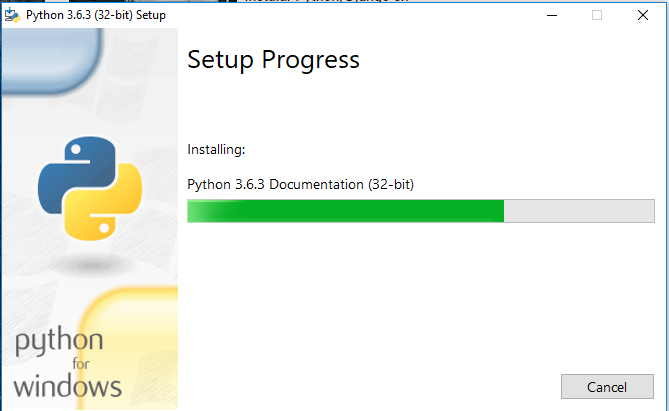 Python 3.6.3 (32-bit) Setup
Setup Progress
Installing:
Python 3.6.3 Documentation (32-bit)
python
for
windows
Cancel